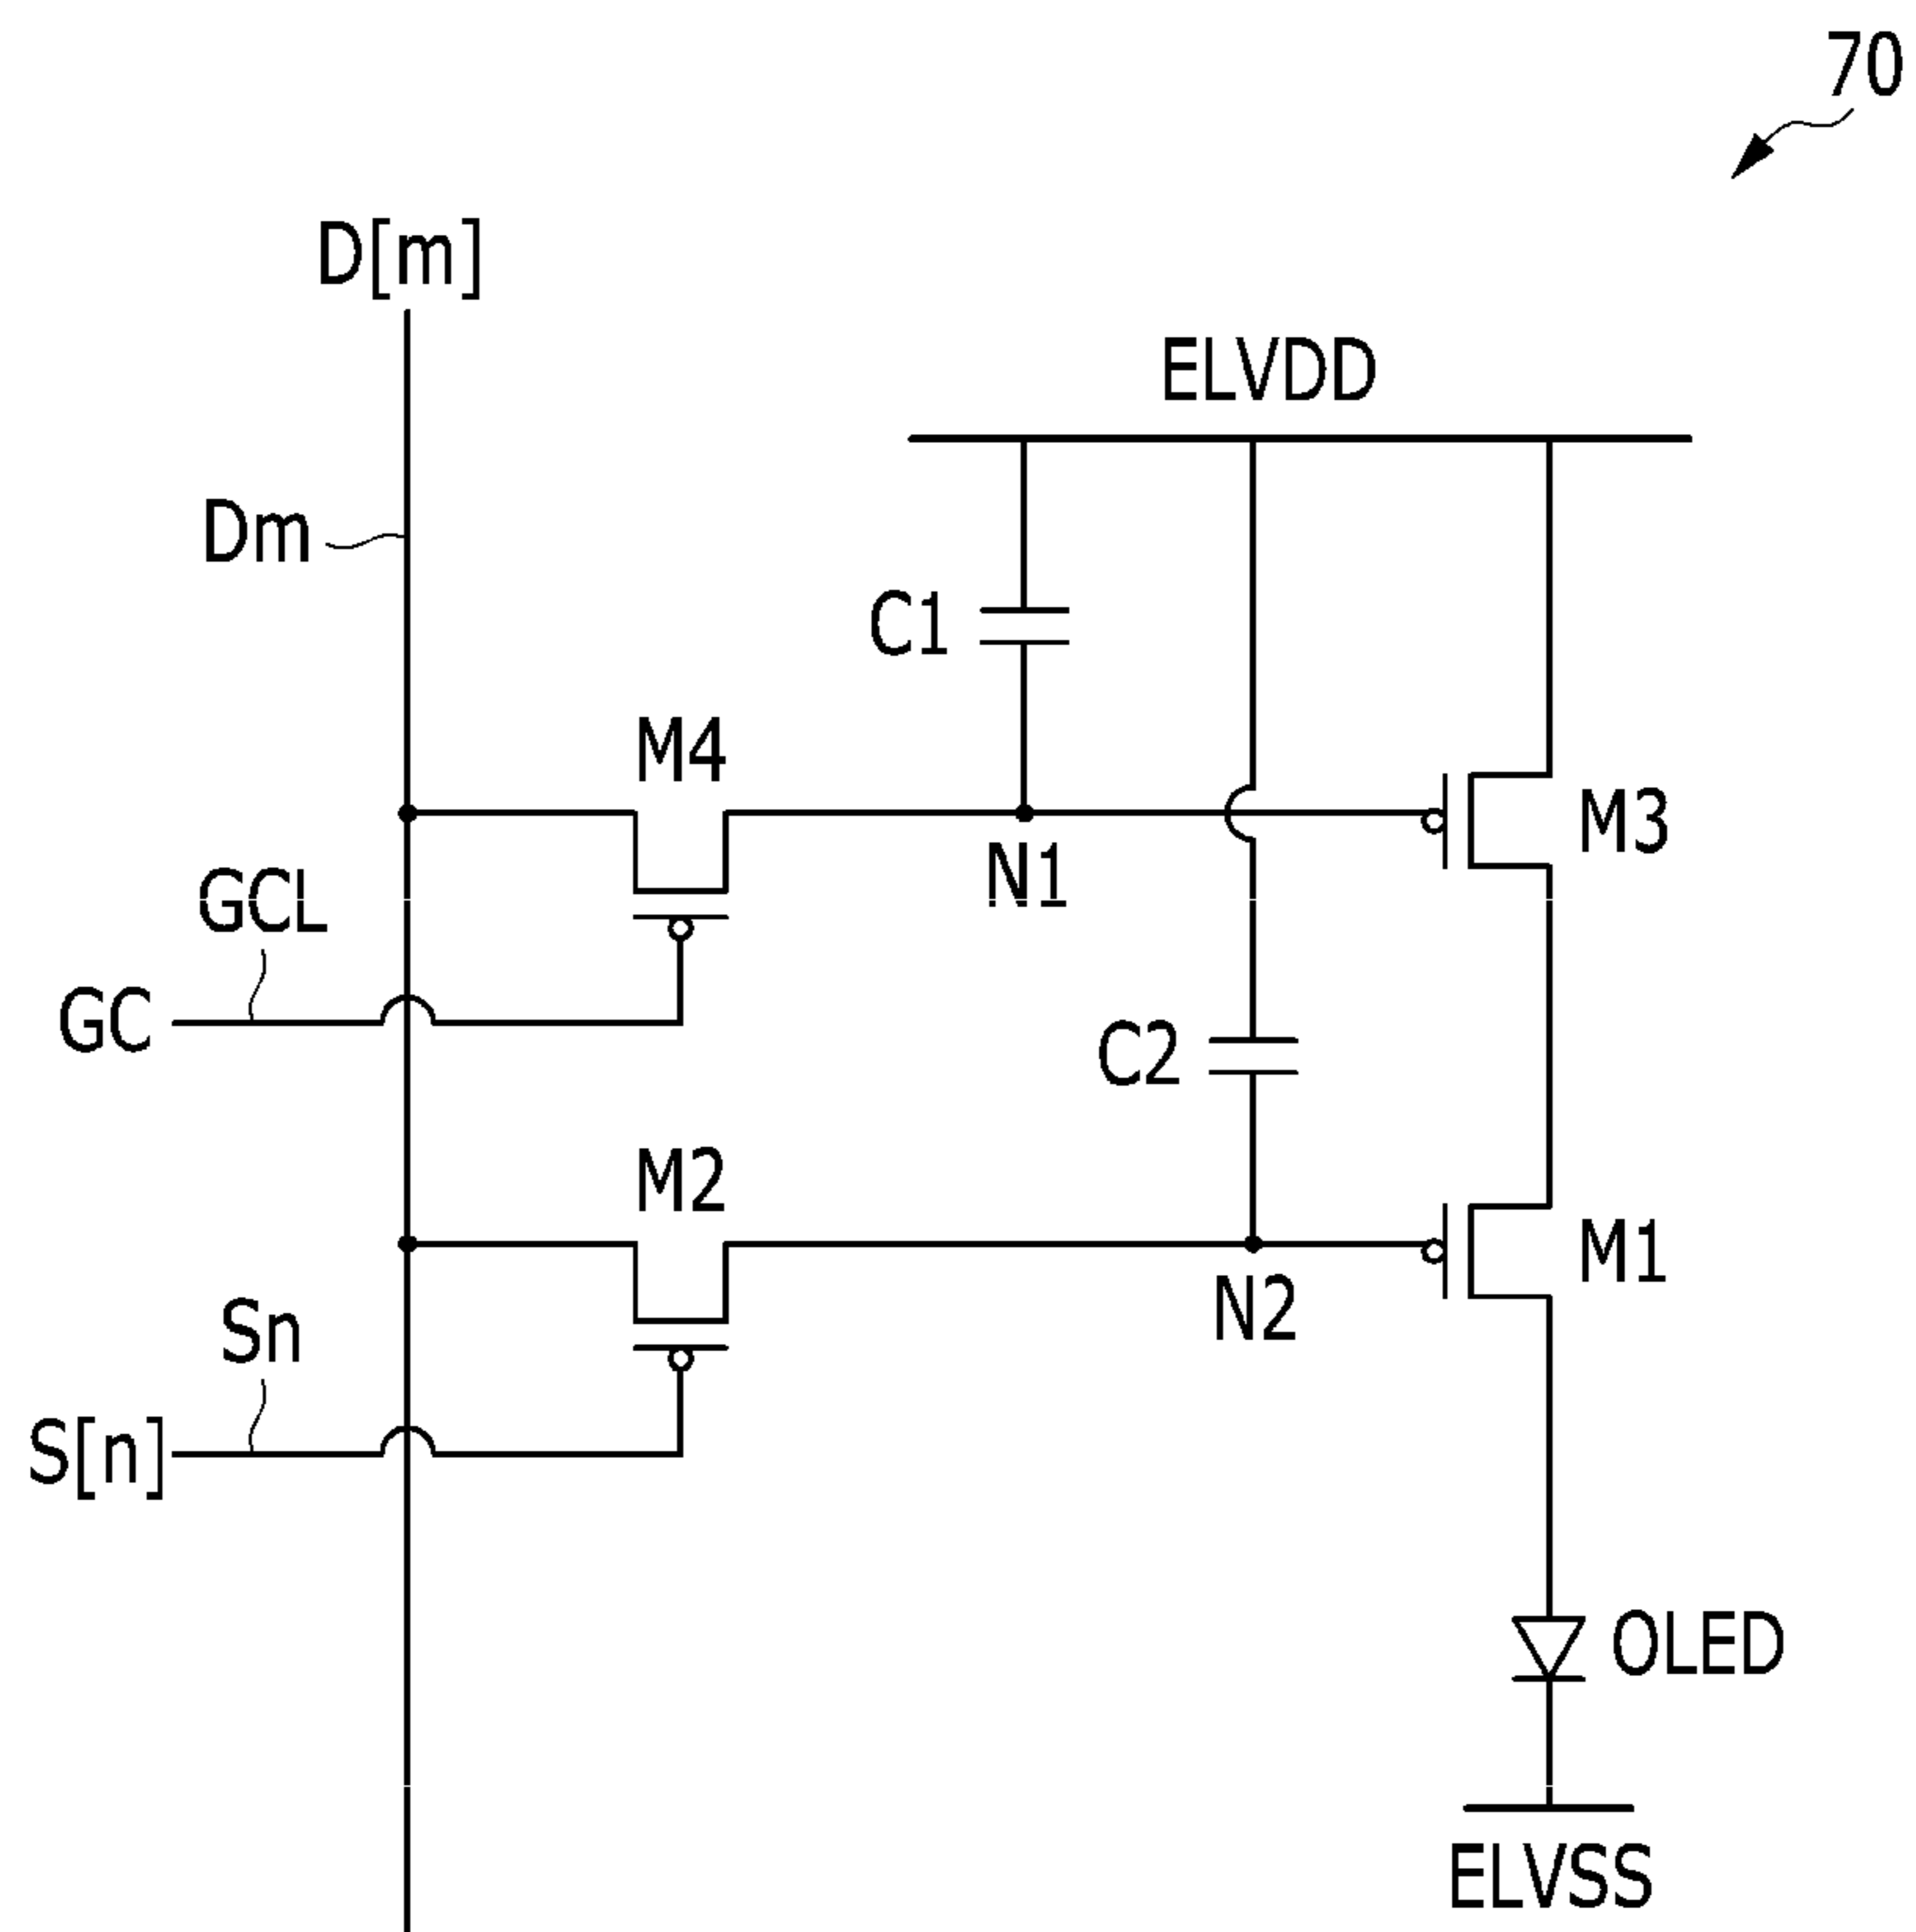 70
D[m]
ELVDD
Dm
C1
M4
M3
N1
GCL
GC
C2
M2
M1
N2
Sn
S[n]
OLED
ELVSS